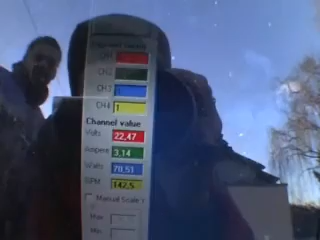 CH1
CH2
CH3
CH4 1
Channel value
Volts 22,47
Ampere 3,14
Watts 70,51
RPM 142,5
Manual Scale Y
Max
Min